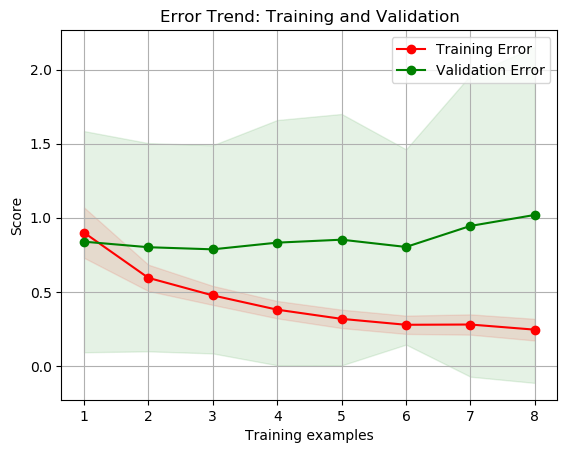 Error Trend: Training and Validation
Training Error
Validation Error
2.0
1.5
1.0
0.5
0.0
Score
1 2 3 4 5 6 7 8
Training examples